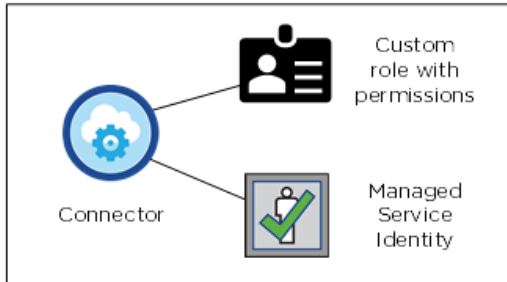 Custom
role with
permissions
Connector
Managed
Service
Identity